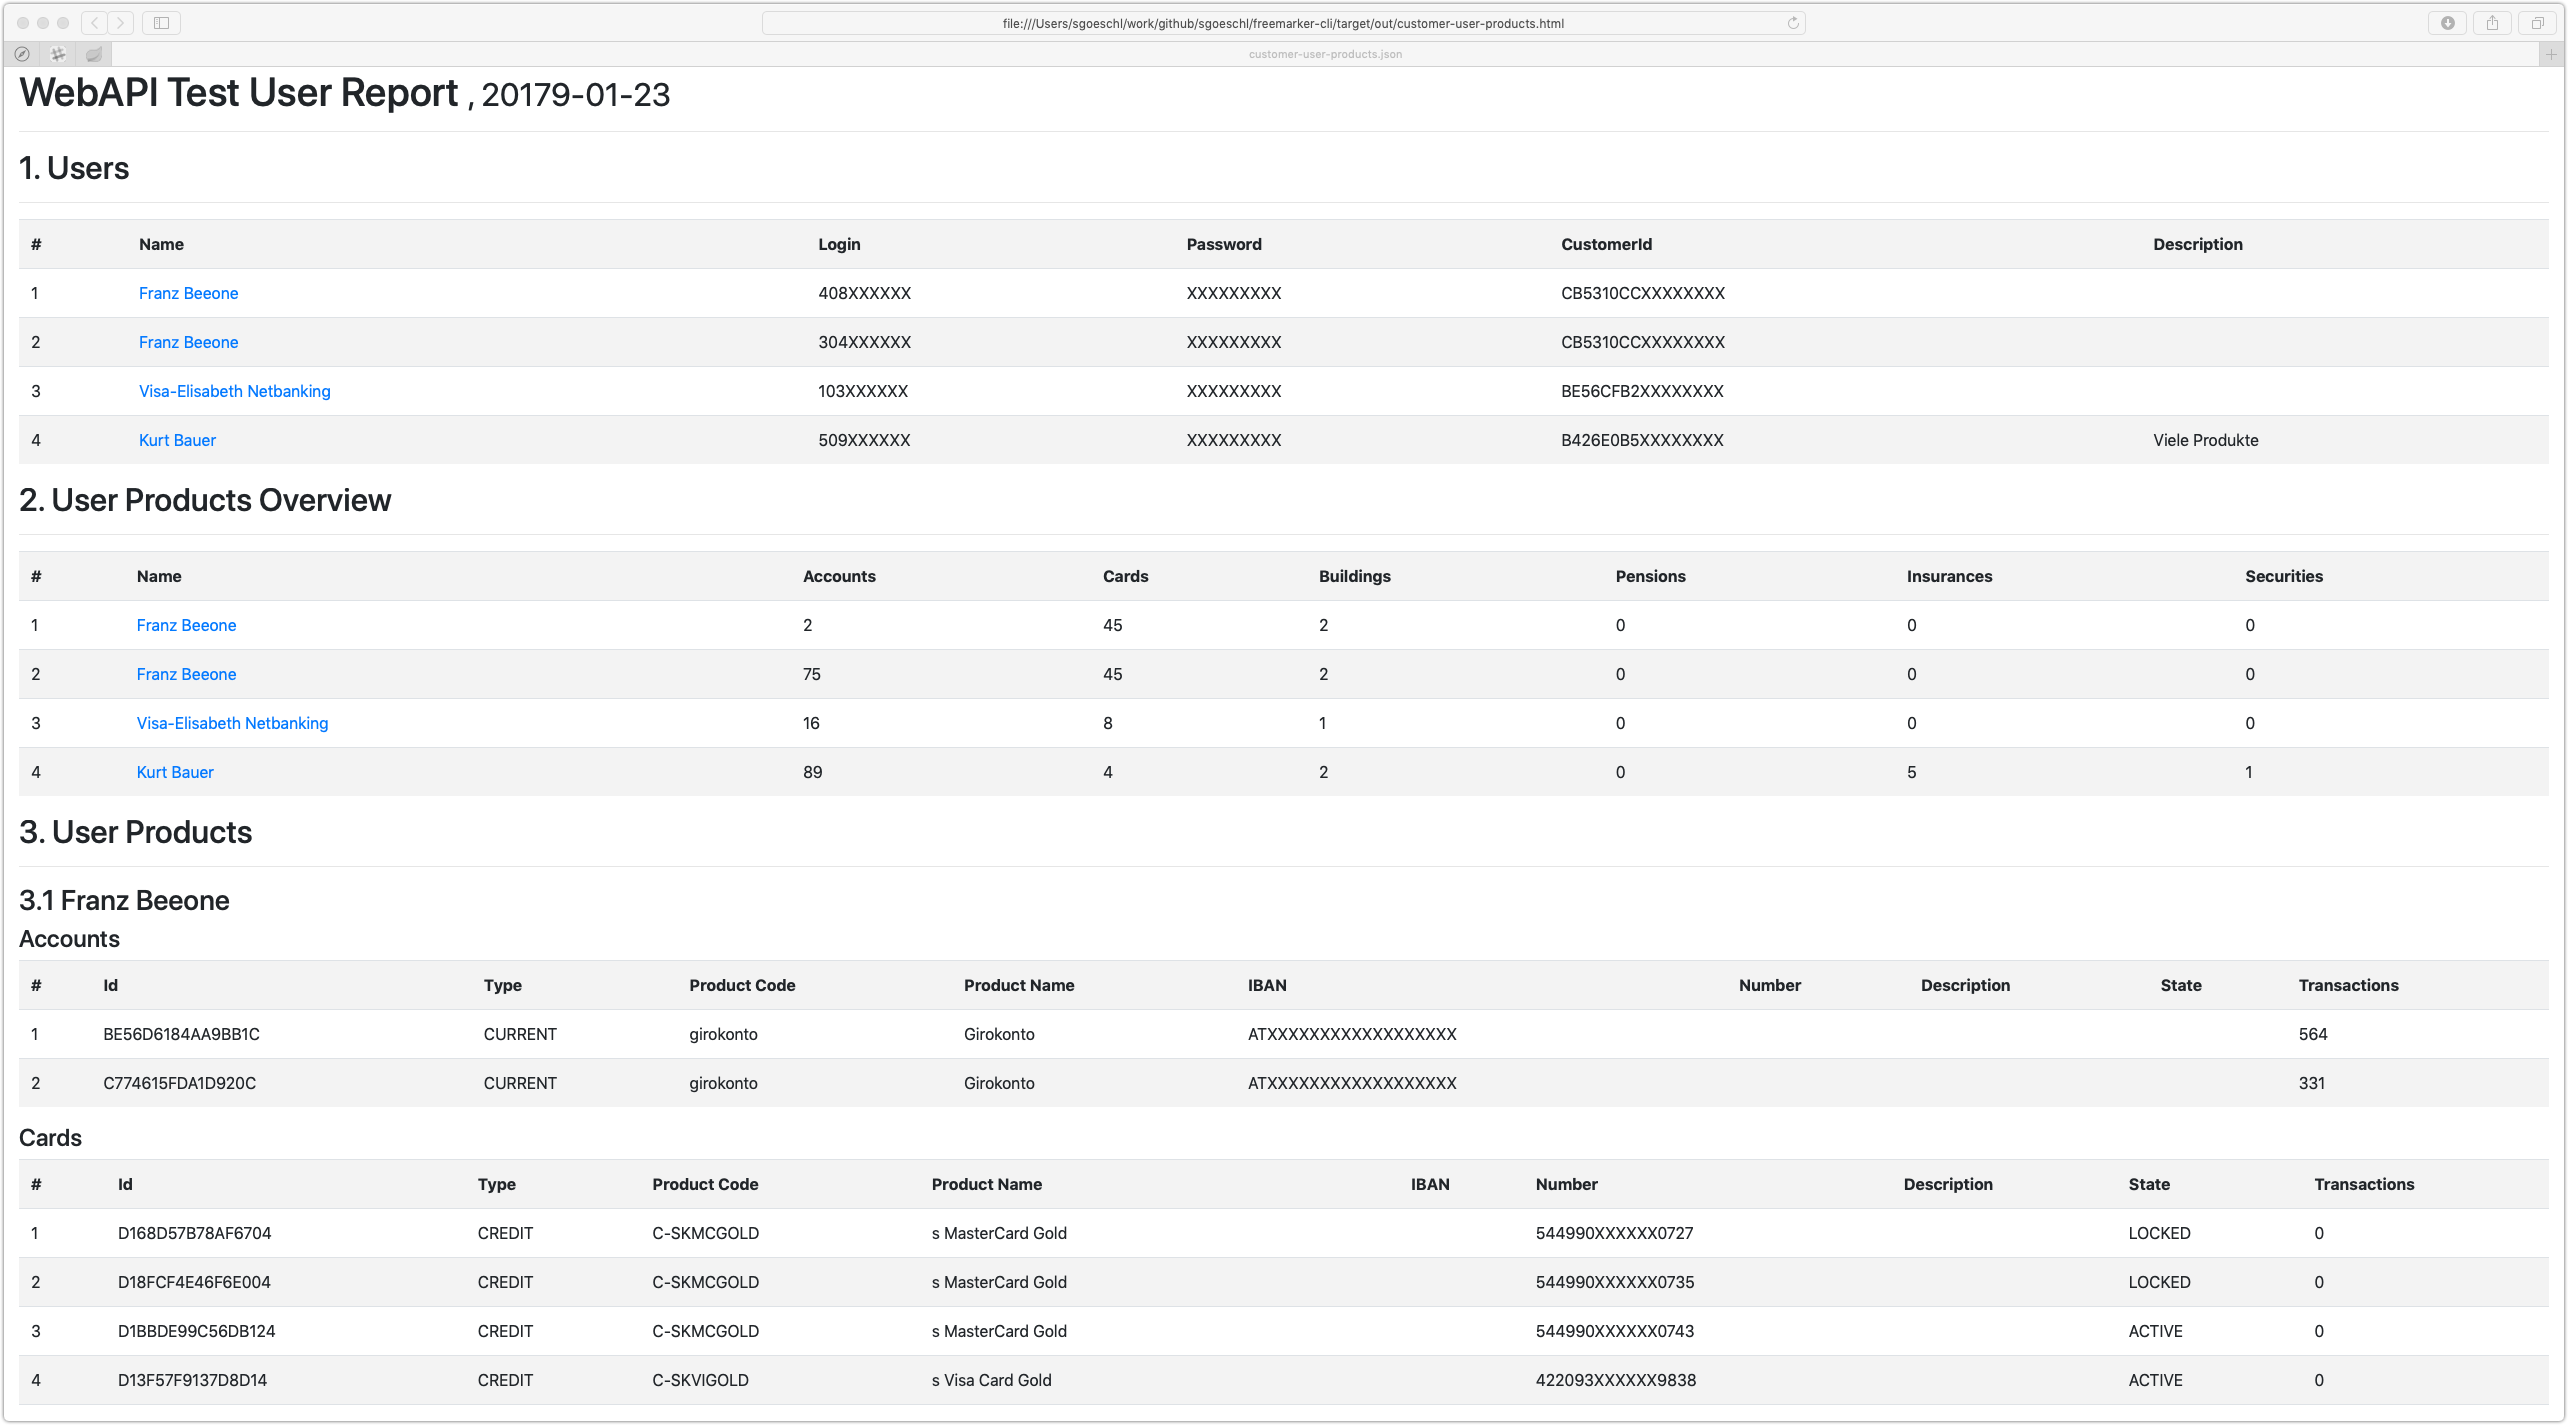 file:///Users/sgoeschl/work/github/sgoeschl/freemarker-cli/target/out/customer-user-products.html
customer-user-products.json
WebAPI Test User Report , 20179-01-23
1. Users
# Name Login Password CustomerId Description
1 Franz Beeone 408XXXXXX XXXXXXXXX CB5310CCXXXXXXXX
2 Franz Beeone 304XXXXXX XXXXXXXXX CB5310CCXXXXXXXX
3 Visa-Elisabeth Netbanking 103XXXXXX XXXXXXXXX BE56CFB2XXXXXXXX
4 Kurt Bauer 509XXXXXX XXXXXXXXX B426E0B5XXXXXXXX Viele Produkte
2. User Products Overview
# Name Accounts Cards Buildings Pensions Insurances Securities
1 Franz Beeone 2 45 2 0 0 0
2 Franz Beeone 75 45 2 0 0 0
3 Visa-Elisabeth Netbanking 16 8 1 0 0 0
4 Kurt Bauer 89 4 2 0 5 1
3. User Products
3.1 Franz Beeone
Accounts
# Id Type Product Code Product Name IBAN Number Description State Transactions
1 BE56D6184AA9BB1C CURRENT girokonto Girokonto ATXXXXXXXXXXXXXXXXXX 564
2 C774615FDA1D920C CURRENT girokonto Girokonto ATXXXXXXXXXXXXXXXXXX 331
Cards
# Id Type Product Code Product Name IBAN Number Description State Transactions
1 D168D57B78AF6704 CREDIT C-SKMCGOLD s MasterCard Gold 544990XXXXXX0727 LOCKED 0
2 D18FCF4E46F6E004 CREDIT C-SKMCGOLD s MasterCard Gold 544990XXXXXX0735 LOCKED 0
3 D1BBDE99C56DB124 CREDIT C-SKMCGOLD s MasterCard Gold 544990XXXXXX0743 ACTIVE 0
4 D13F57F9137D8D14 CREDIT C-SKVIGOLD s Visa Card Gold 422093XXXXXX9838 ACTIVE 0